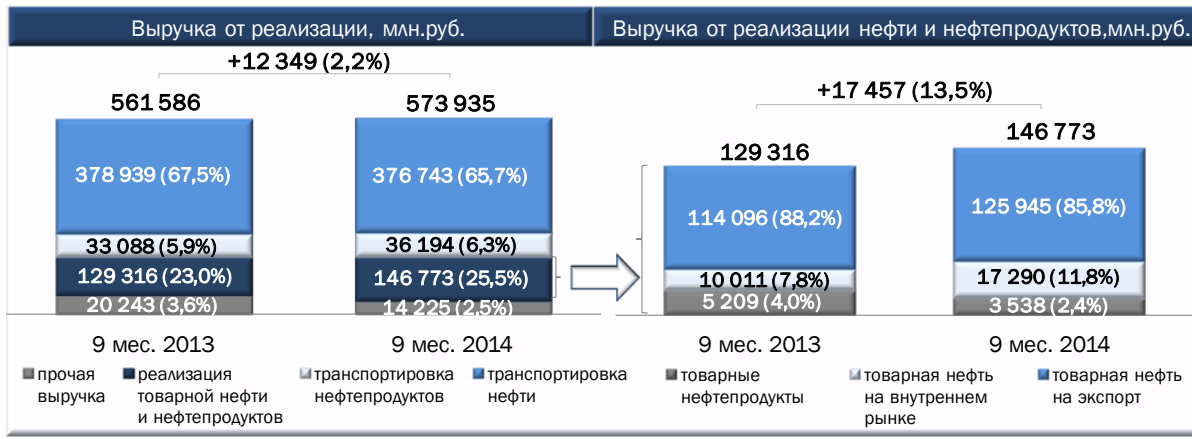 Выручка от реализации, млн.руб.
+12 349 (2,2%)
561 586
573 935
378 939 (67,5%)
376 743 (65,7%)
33 088 (5,9%)
36 194 (6,3%)
129 316 (23,0%)
146 773 (25,5%)
20 243 (3,6%)
14 225 (2,5%)
9 мес. 2013
9 мес. 2014
прочая
выручка
реализация
товарной нефти
и нефтепродуктов
транспортировка
нефтепродуктов
транспортировка
нефти
Выручка от реализации нефти и нефтепродуктов,млн.руб.
+17 457 (13,5%)
129 316
146 773
114 096 (88,2%)
125 945 (85,8%)
10 011 (7,8%)
17 290 (11,8%)
5 209 (4,0%)
3 538 (2,4%)
9 мес. 2013
9 мес. 2014
товарные
нефтепродукты
товарная нефть
на внутреннем
рынке
товарная нефть
на экспорт